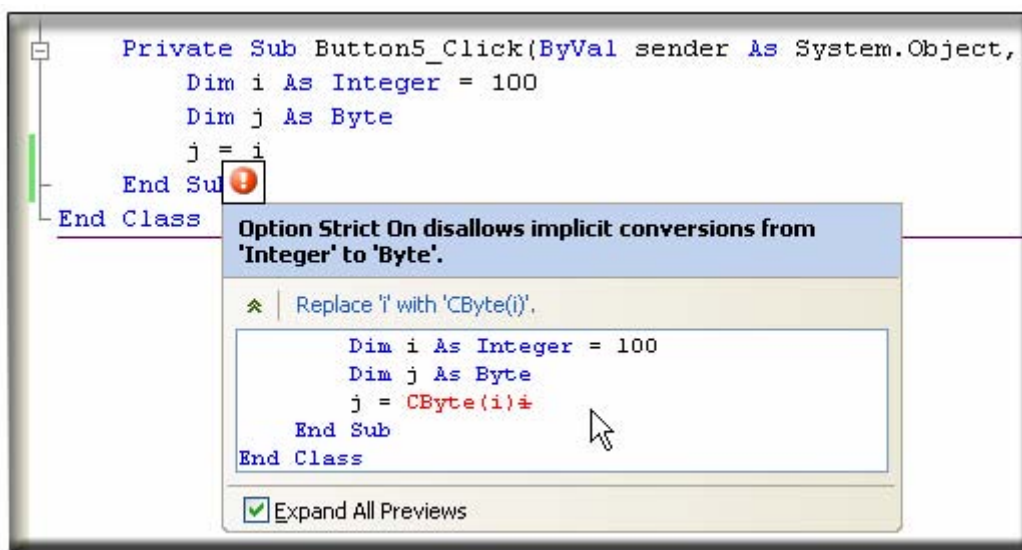 Private Sub Button5_Click(ByVal sender As System.Object,
Dim i As Integer = 100
Dim j As Byte
j = i
End Sub
End Class
Option Strict On disallows implicit conversions from
'Integer' to 'Byte'.
Replace 'i' with 'CByte(i)'.
Dim i As Integer = 100
Dim j As Byte
j = CByte(i)i
End Sub
End Class
Expand All Previews